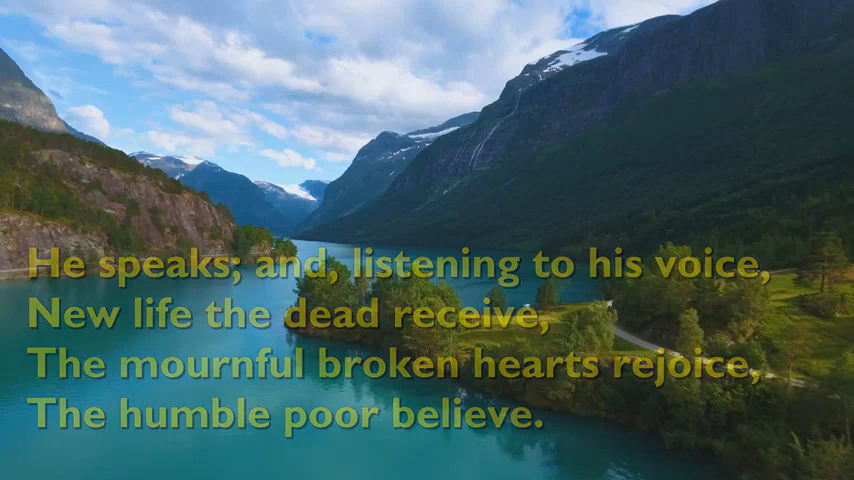 He speaks; and, listening to his voice,
New life the dead receive,
The mournful broken hearts rejoice,
The humble poor believe.